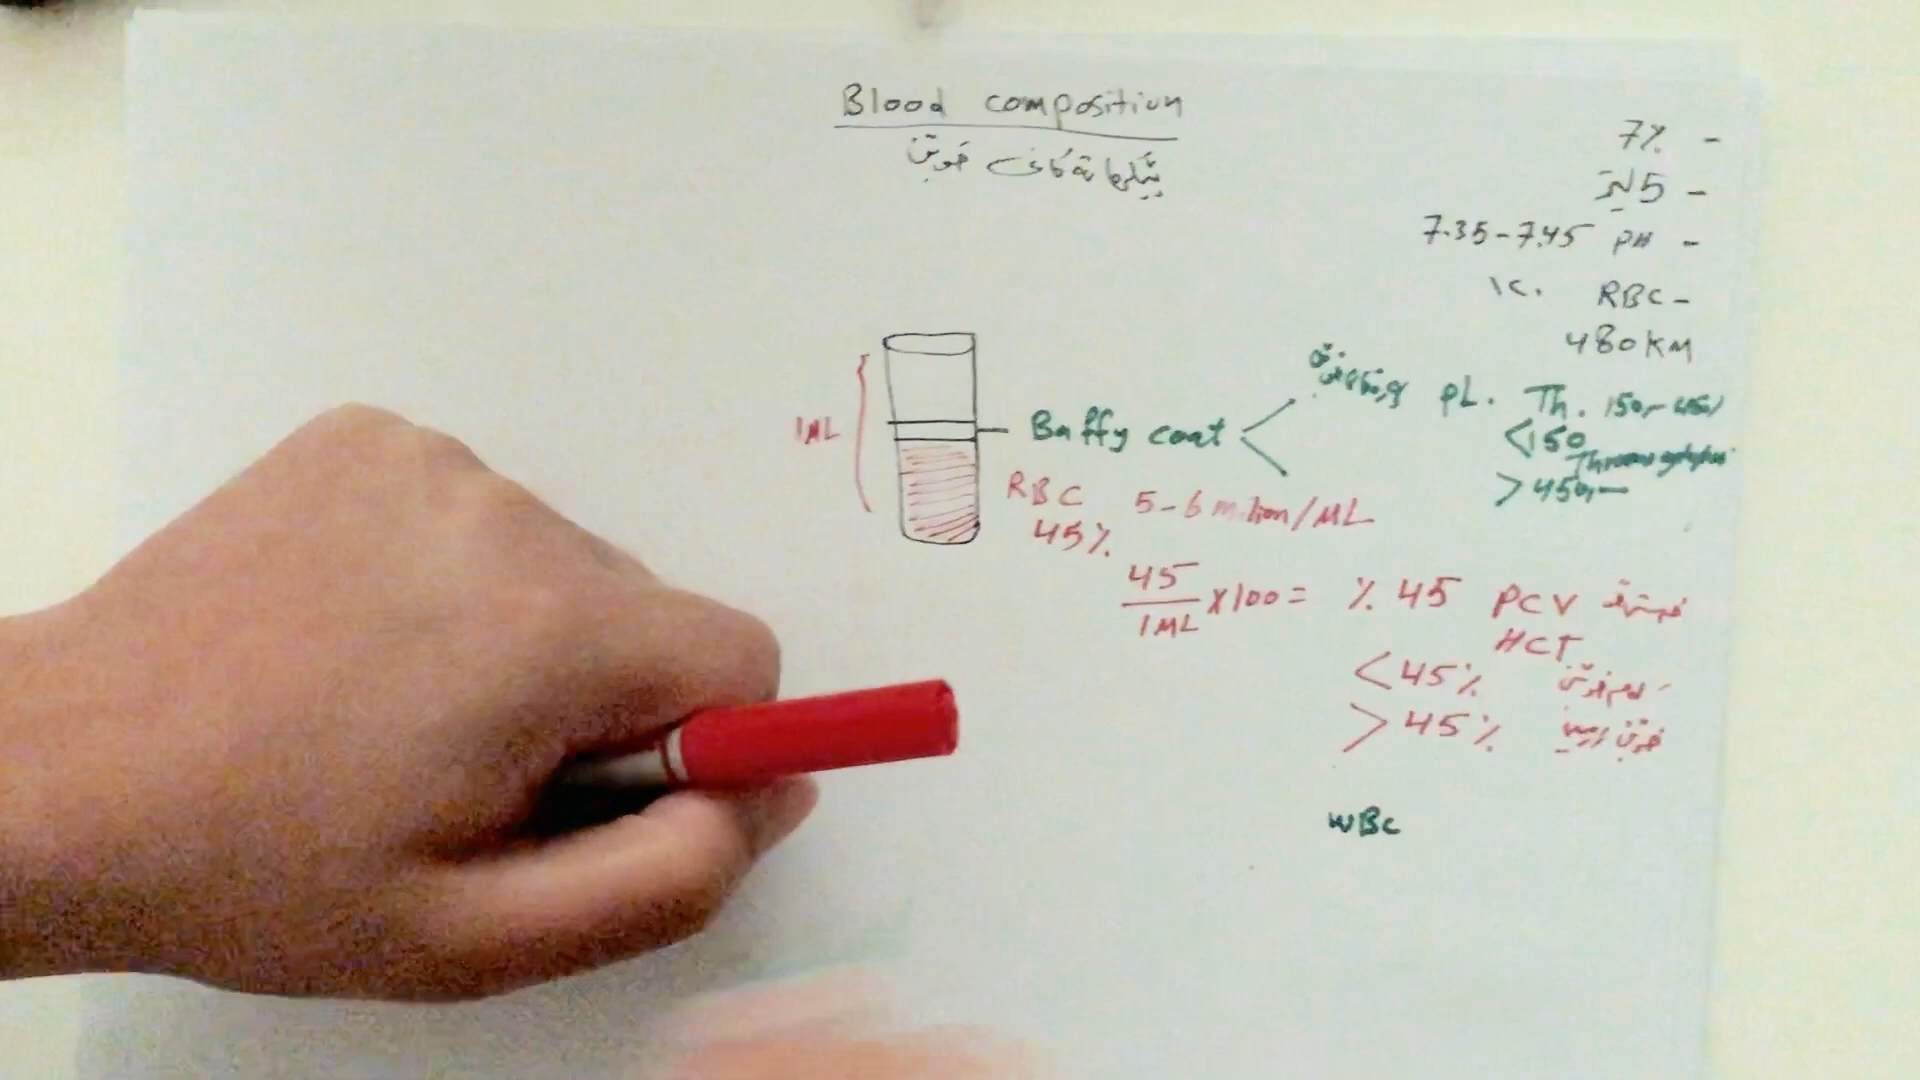 Blood composition
پێکهاتەکانی خوێن
7% -
5 لیتر -
7.35-7.45 PH -
١٢٠ RBC -
480 KM
1ML
Buffy coat
PL. Th.
<150
>450,—
RBC 5-6 million/ML
45%
45/1ML x100 = % 45 PCV
HCT
<45%
>45%
WBC